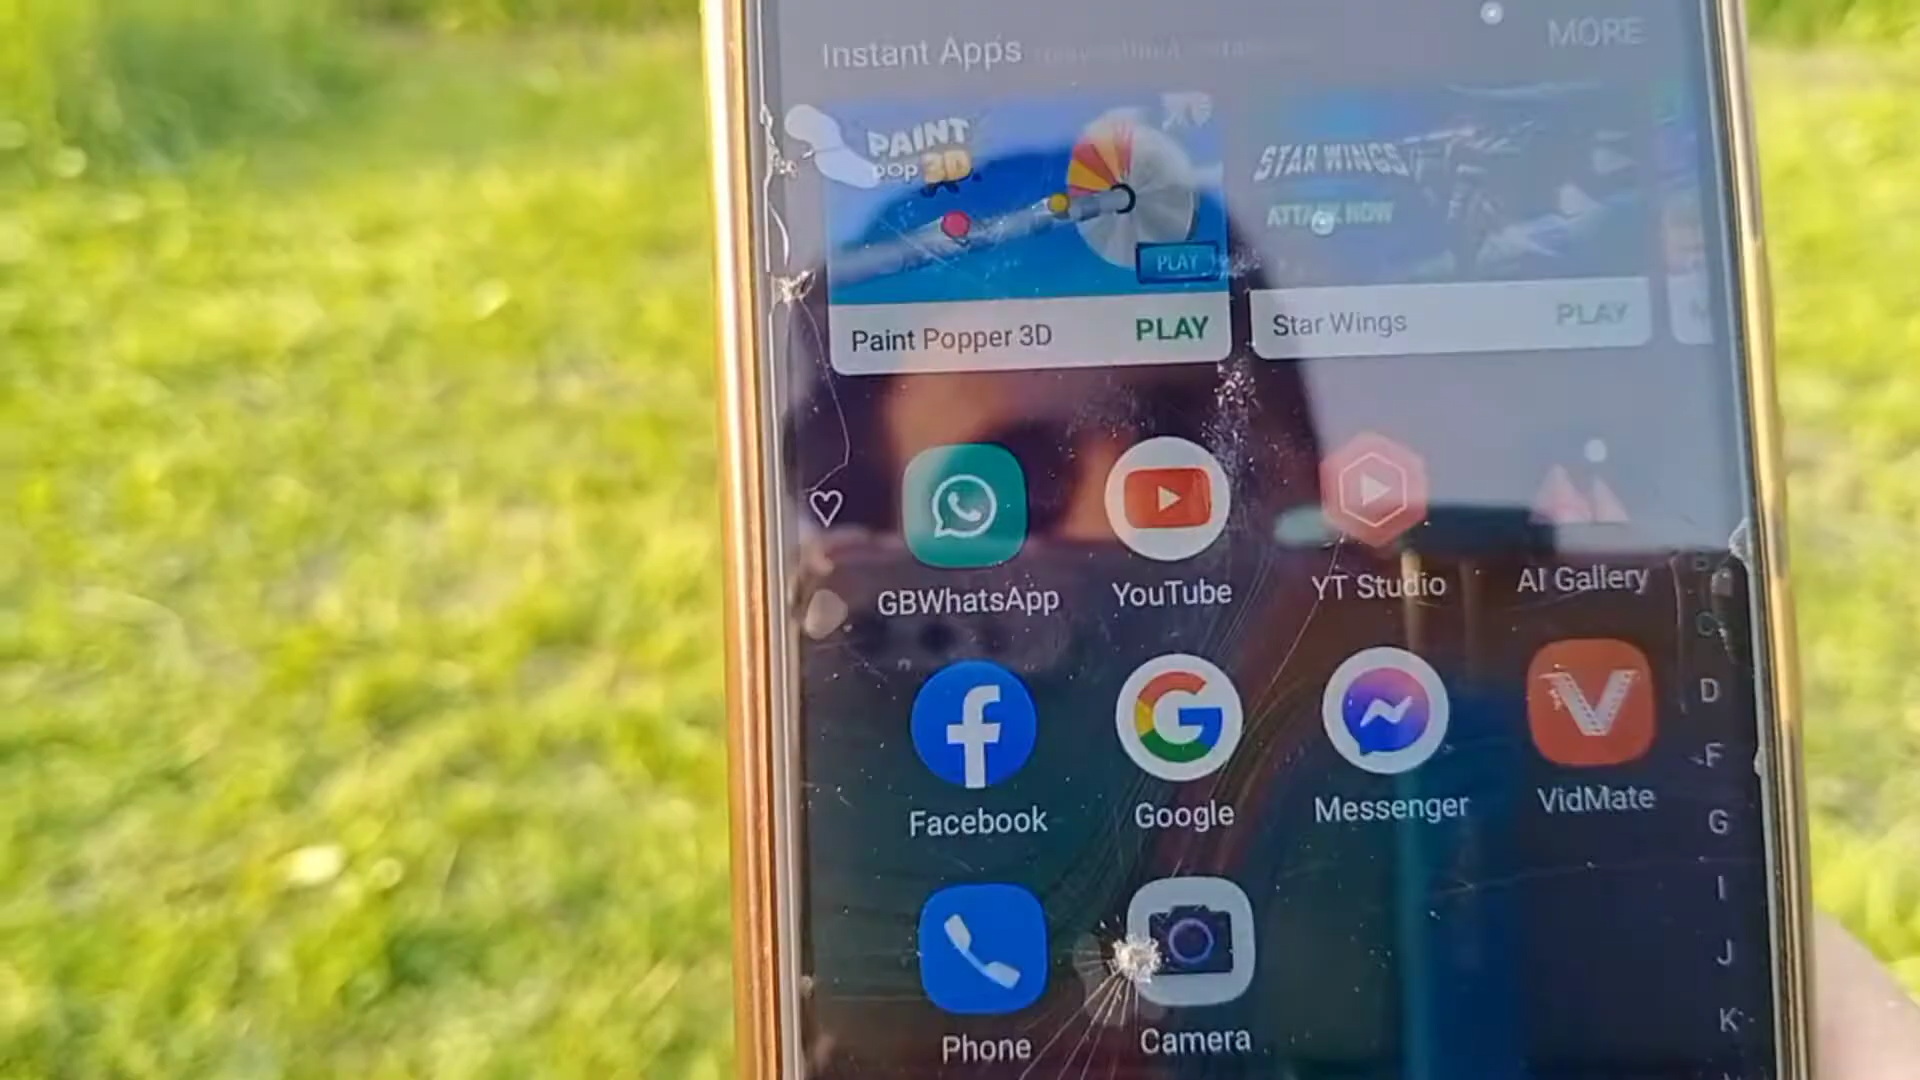 Instant Apps
MORE
PAINT
POP 3D
PLAY
STAR WINGS
ATTACK NOW
Paint Popper 3D
PLAY
Star Wings
PLAY
GBWhatsApp
YouTube
YT Studio
AI Gallery
Facebook
Google
Messenger
VidMate
Phone
Camera
D
F
G
I
J
K